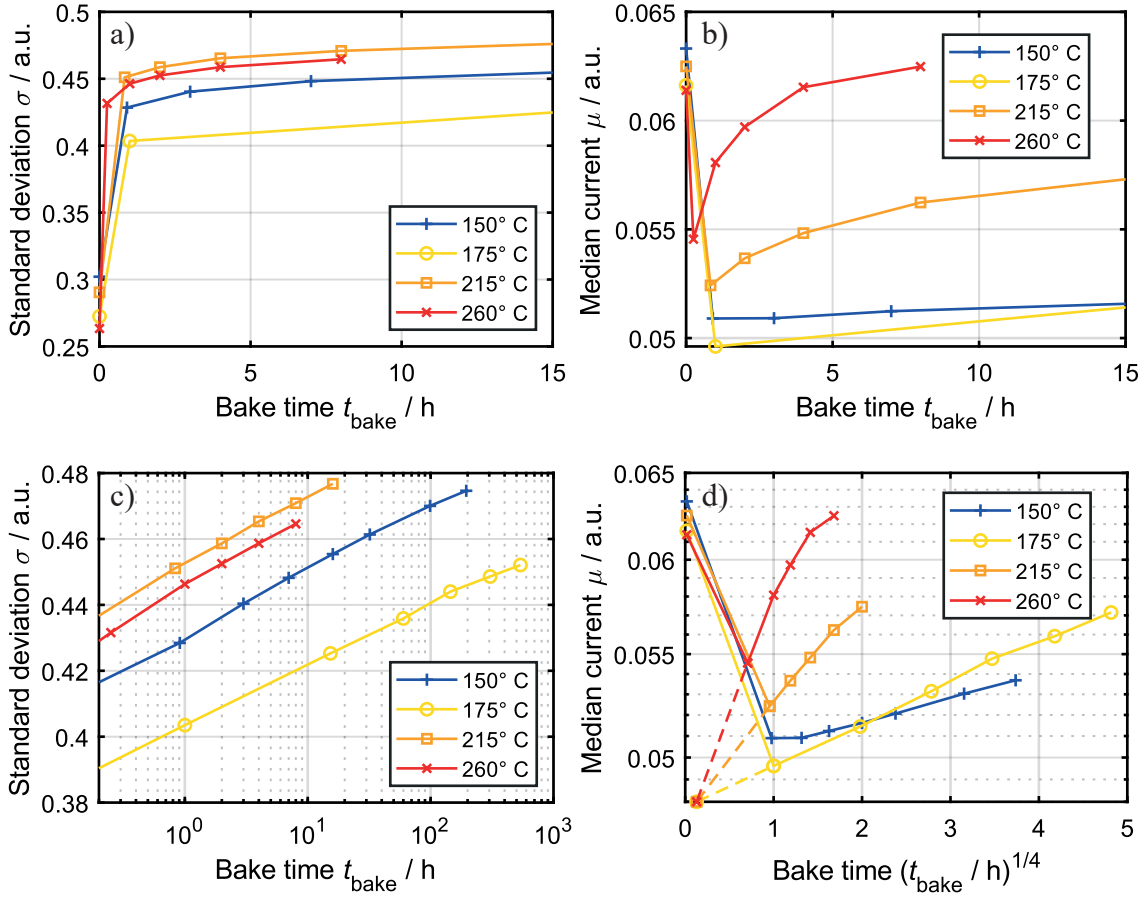 a)
Standard deviation σ / a.u.
0.5
0.45
0.4
0.35
0.3
0.25
0
5
10
15
Bake time t_bake / h
150° C
175° C
215° C
260° C
b)
Median current μ / a.u.
0.065
0.06
0.055
0.05
0
5
10
15
Bake time t_bake / h
150° C
175° C
215° C
260° C
c)
Standard deviation σ / a.u.
0.48
0.46
0.44
0.42
0.4
0.38
10^0
10^1
10^2
10^3
Bake time t_bake / h
150° C
175° C
215° C
260° C
d)
Median current μ / a.u.
0.065
0.06
0.055
0.05
0
1
2
3
4
5
Bake time (t_bake / h)^1/4
150° C
175° C
215° C
260° C